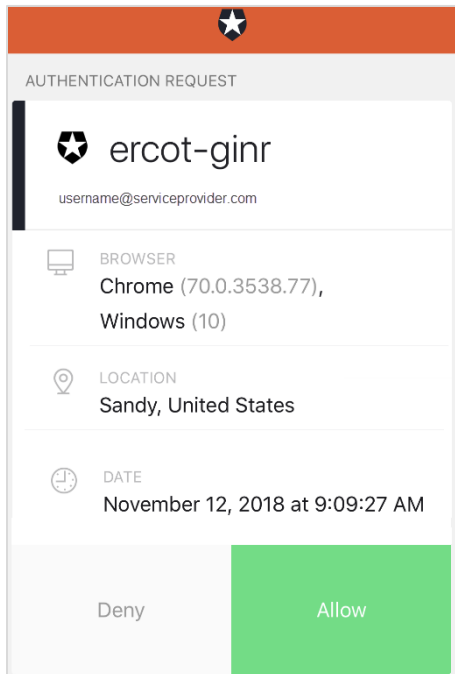 AUTHENTICATION REQUEST
ercot-ginr
username@serviceprovider.com
BROWSER
Chrome (70.0.3538.77),
Windows (10)
LOCATION
Sandy, United States
DATE
November 12, 2018 at 9:09:27 AM
Deny Allow